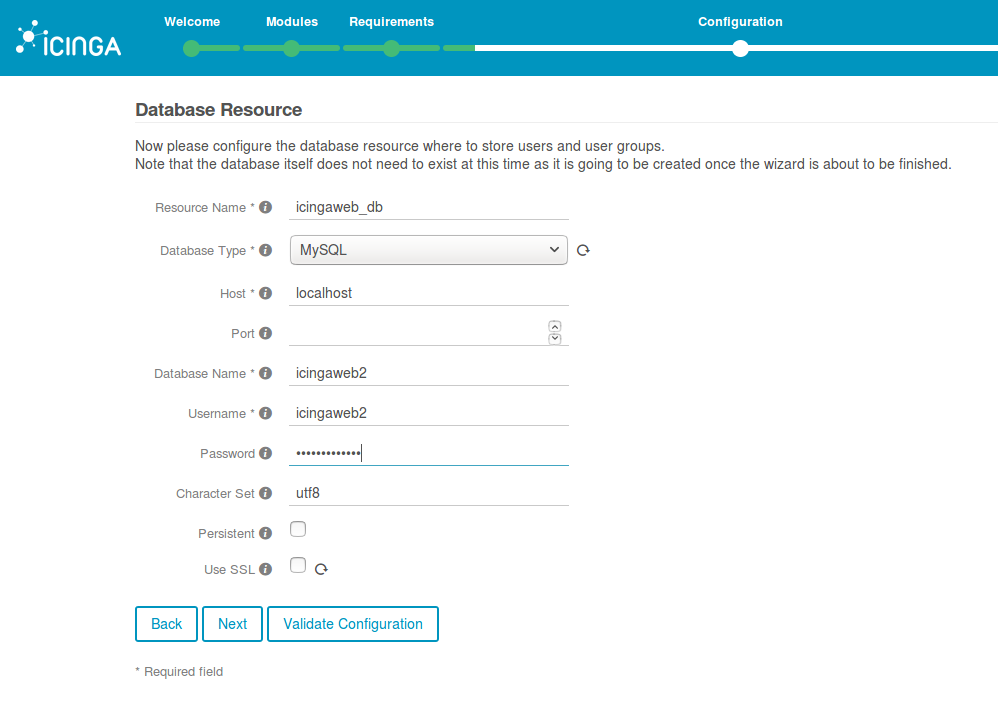 Welcome Modules Requirements Configuration
ICINGA
Database Resource
Now please configure the database resource where to store users and user groups.
Note that the database itself does not need to exist at this time as it is going to be created once the wizard is about to be finished.
Resource Name * i icingaweb_db
Database Type * i MySQL
Host * i localhost
Port i
Database Name * i icingaweb2
Username * i icingaweb2
Password i •••••••••••••
Character Set i utf8
Persistent i
Use SSL i
Back Next Validate Configuration
* Required field